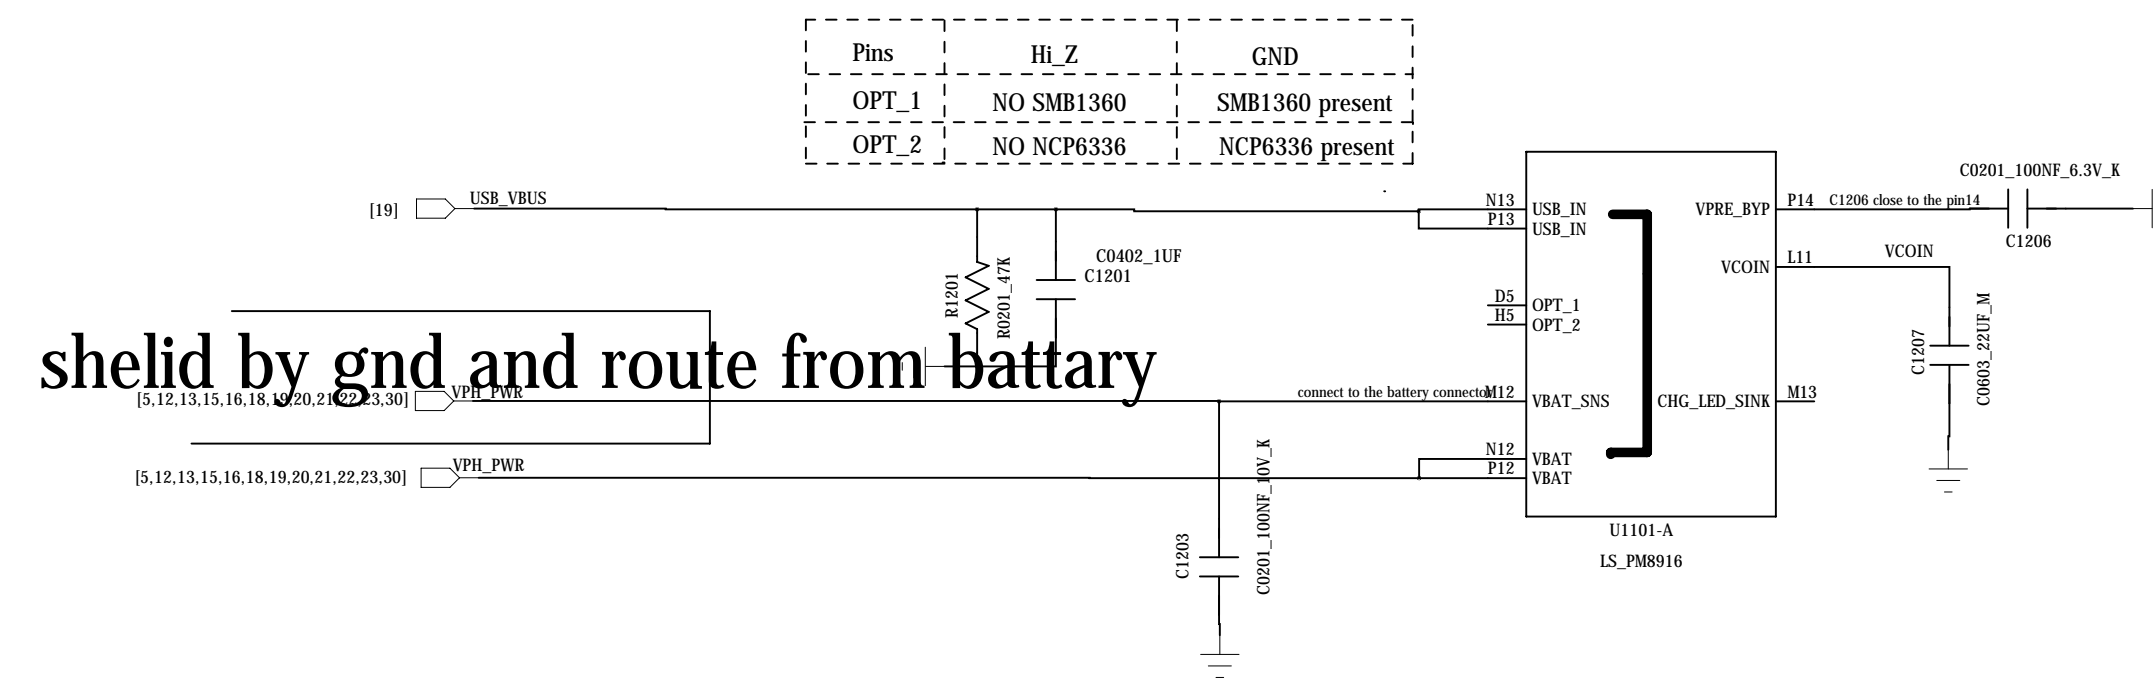 Pins Hi_Z GND
OPT_1 NO SMB1360 SMB1360 present
OPT_2 NO NCP6336 NCP6336 present
C0201_100NF_6.3V_K
[19] USB_VBUS
N13 USB_IN
P13 USB_IN
VPRE_BYP P14 C1206 close to the pin14
C1206
C0402_1UF
C1201
R1201
R0201_47K
VCOIN L11 VCOIN
D5 OPT_1
H5 OPT_2
C1207
C0603_22UF_M
shelid by gnd and route from battary
[5,12,13,15,16,18,19,20,21,22,23,30] VPH_PWR
connect to the battery connector M12 VBAT_SNS
CHG_LED_SINK M13
[5,12,13,15,16,18,19,20,21,22,23,30] VPH_PWR
N12 VBAT
P12 VBAT
C1203
C0201_100NF_10V_K
U1101-A
LS_PM8916